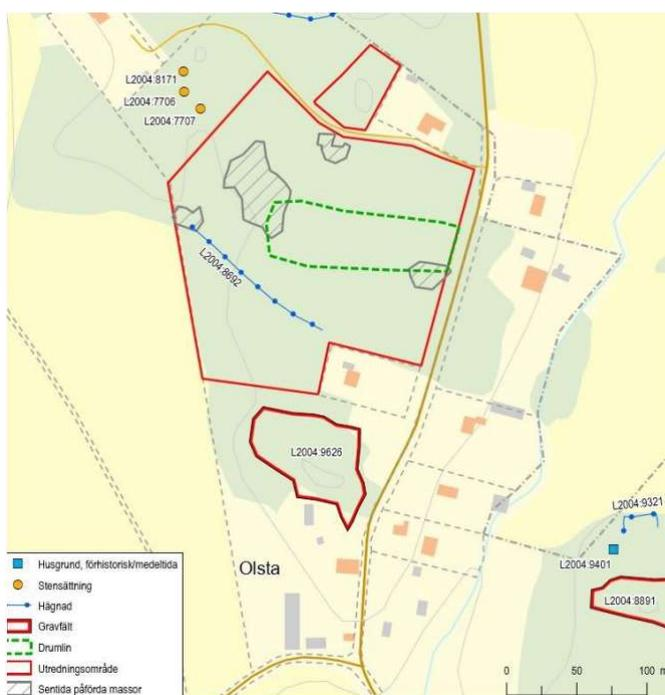 L2004:8171
L2004:7706
L2004:7707
L2004:8692
L2004:9626
L2004:9321
L2004:9401
L2004:8891
Olsta
Husgrund, förhistorisk/medeltida
Stensättning
Hägnad
Gravfält
Drumlin
Utredningsområde
Sentida påförda massor
0 50 100 m